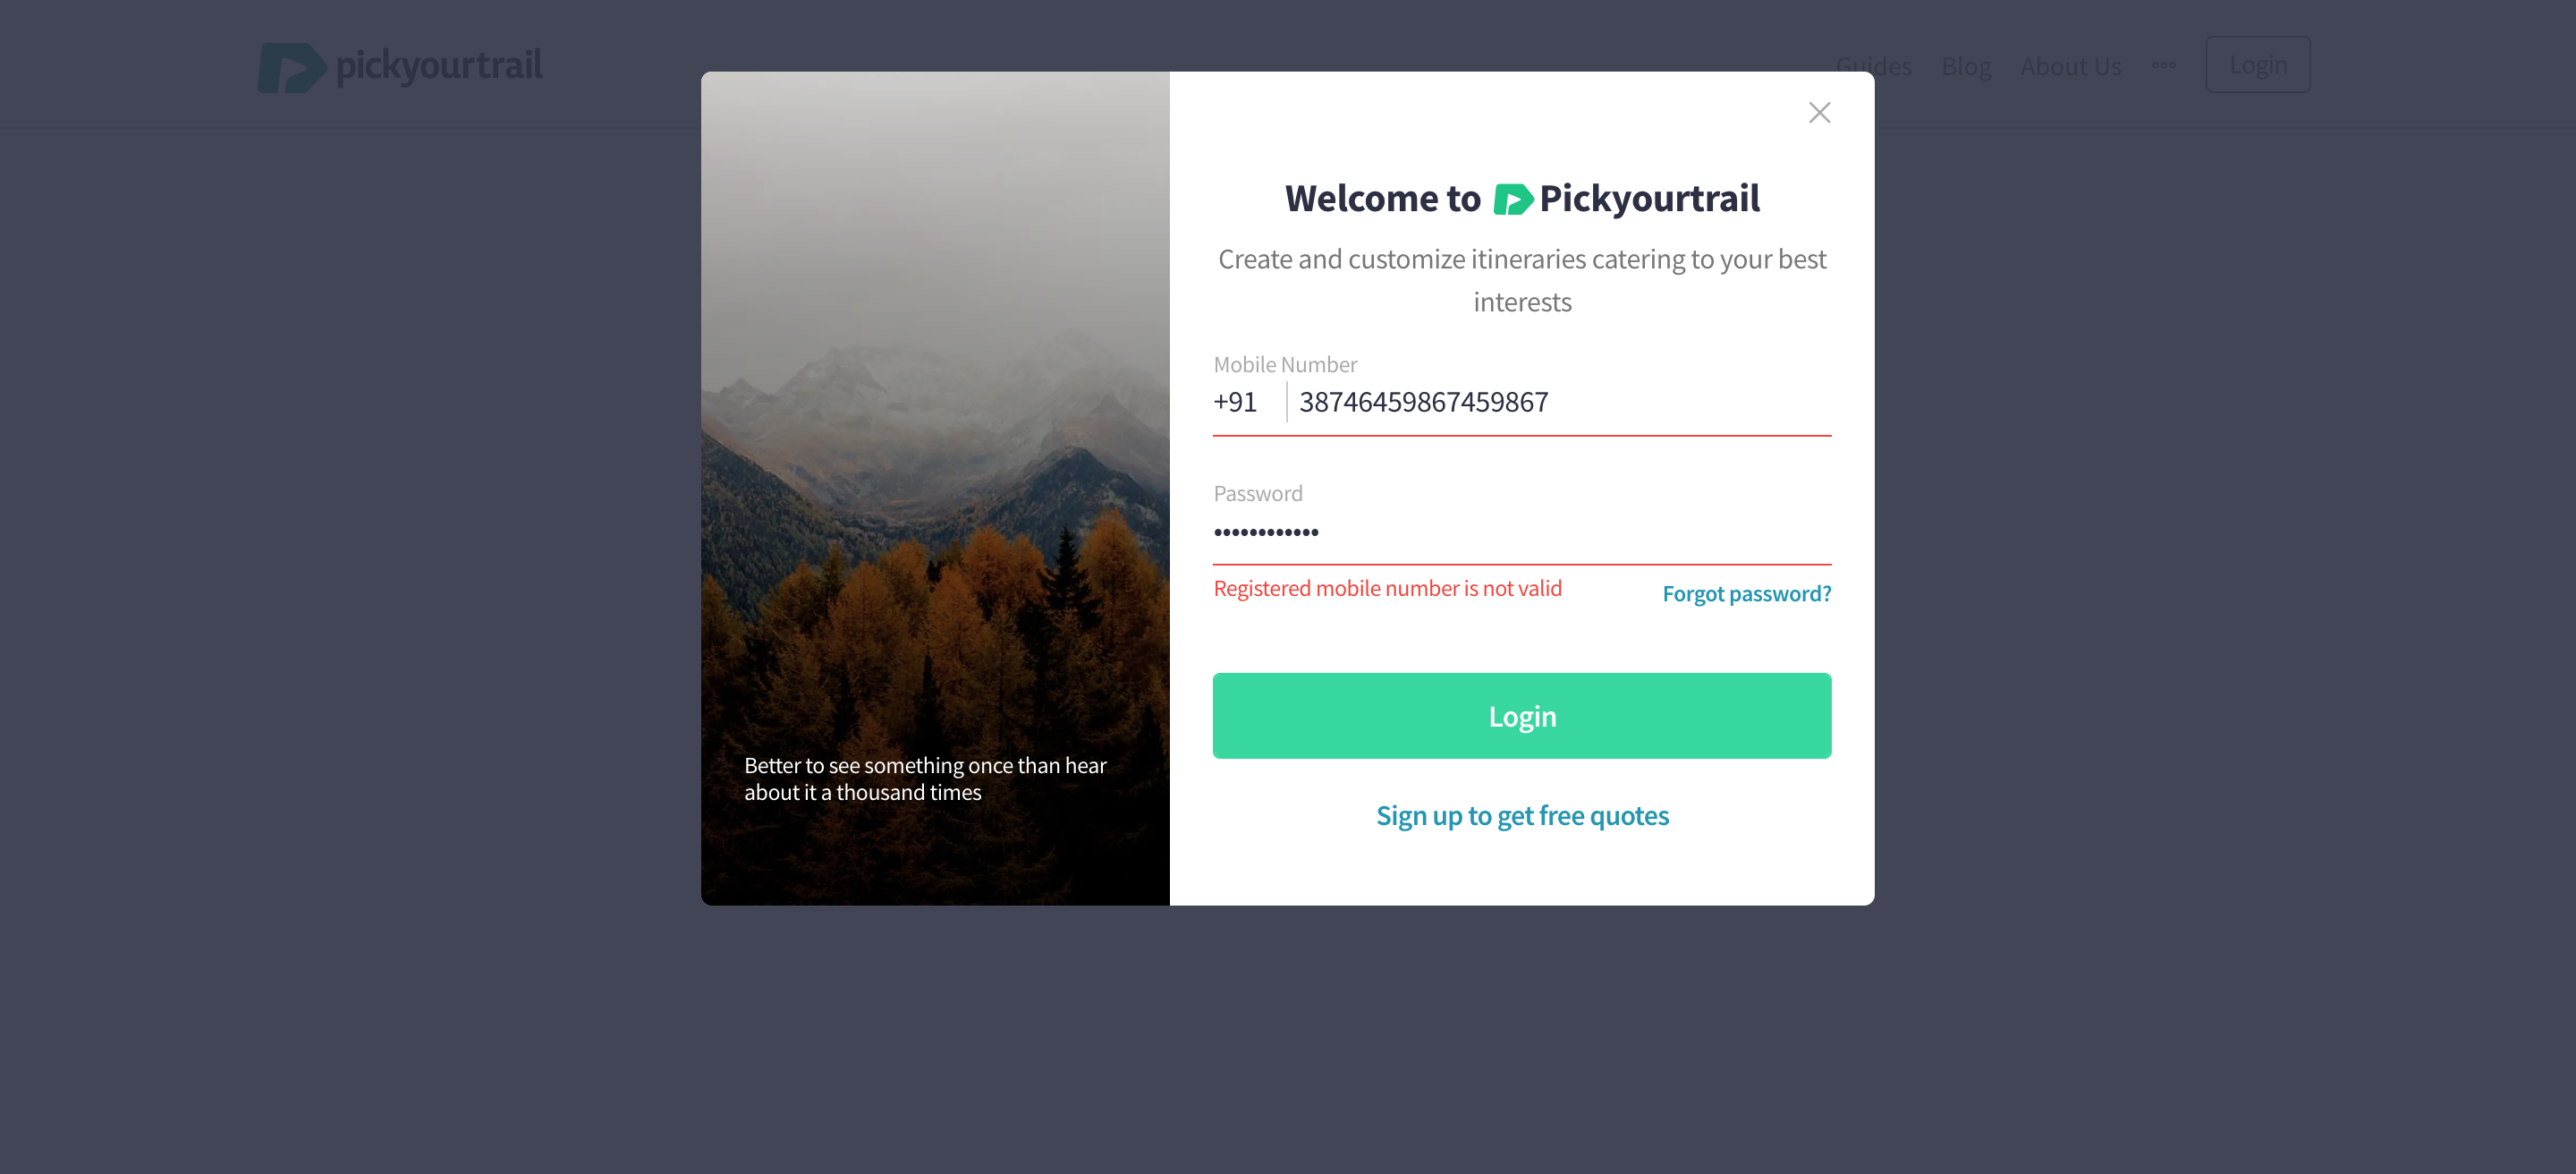 pickyourtrail
Guides Blog About Us Login
Welcome to Pickyourtrail
Create and customize itineraries catering to your best
interests
Mobile Number
+91 38746459867459867
Password
••••••••••••
Registered mobile number is not valid
Forgot password?
Login
Sign up to get free quotes
Better to see something once than hear
about it a thousand times